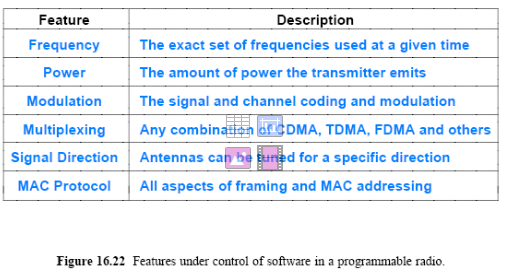 Feature Description
Frequency The exact set of frequencies used at a given time
Power The amount of power the transmitter emits
Modulation The signal and channel coding and modulation
Multiplexing Any combination of CDMA, TDMA, FDMA and others
Signal Direction Antennas can be tuned for a specific direction
MAC Protocol All aspects of framing and MAC addressing
Figure 16.22 Features under control of software in a programmable radio.